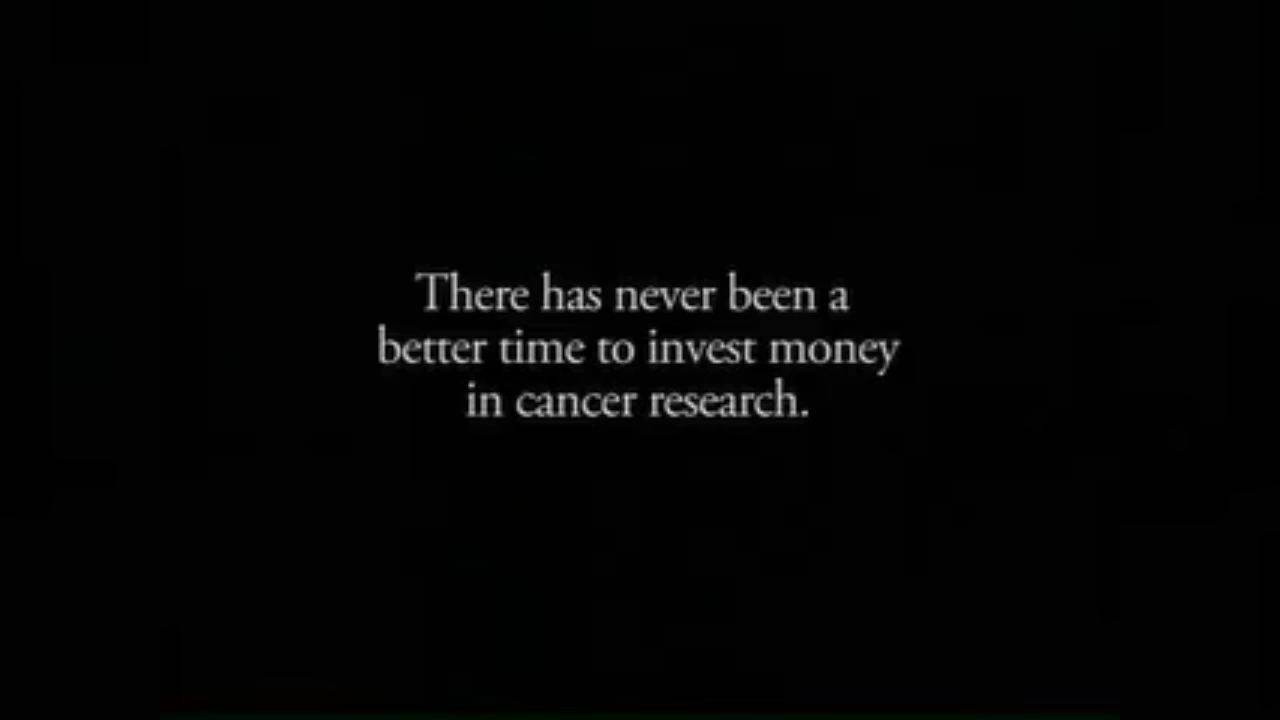 There has never been a
better time to invest money
in cancer research.